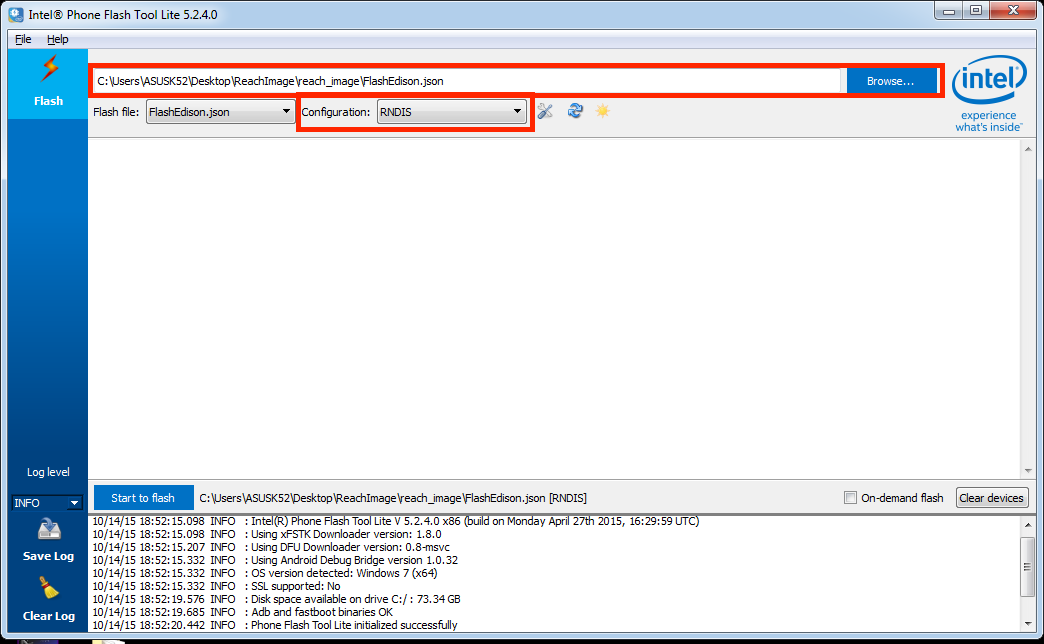 Intel® Phone Flash Tool Lite 5.2.4.0
File Help
Flash
C:\Users\ASUSK52\Desktop\ReachImage\reach_image\FlashEdison.json
Browse...
Flash file: FlashEdison.json Configuration: RNDIS
intel®
experience
what's inside™
Log level
INFO
Save Log
Clear Log
Start to flash C:\Users\ASUSK52\Desktop\ReachImage\reach_image\FlashEdison.json [RNDIS] On-demand flash Clear devices
10/14/15 18:52:15.098 INFO : Intel(R) Phone Flash Tool Lite V 5.2.4.0 x86 (build on Monday April 27th 2015, 16:29:59 UTC)
10/14/15 18:52:15.098 INFO : Using xFSTK Downloader version: 1.8.0
10/14/15 18:52:15.207 INFO : Using DFU Downloader version: 0.8-msvc
10/14/15 18:52:15.332 INFO : Using Android Debug Bridge version 1.0.32
10/14/15 18:52:15.332 INFO : OS version detected: Windows 7 (x64)
10/14/15 18:52:15.332 INFO : SSL supported: No
10/14/15 18:52:19.576 INFO : Disk space available on drive C:/ : 73.34 GB
10/14/15 18:52:19.685 INFO : Adb and fastboot binaries OK
10/14/15 18:52:20.442 INFO : Phone Flash Tool Lite initialized successfully